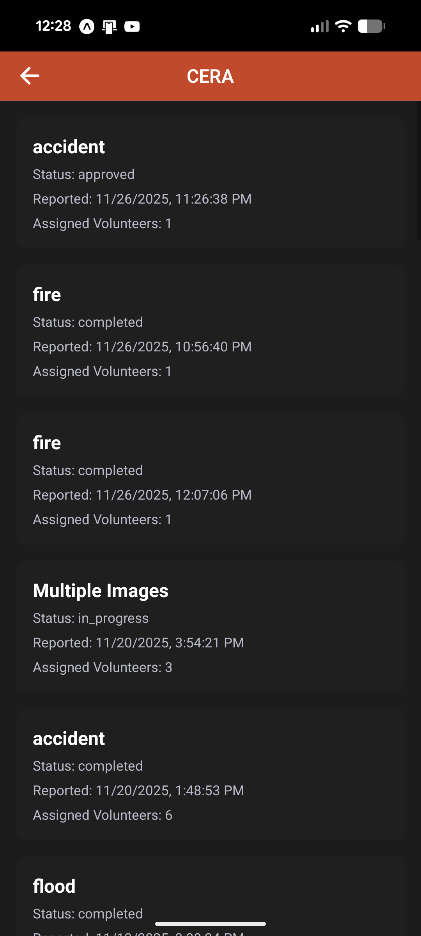 12:28
CERA
accident
Status: approved
Reported: 11/26/2025, 11:26:38 PM
Assigned Volunteers: 1
fire
Status: completed
Reported: 11/26/2025, 10:56:40 PM
Assigned Volunteers: 1
fire
Status: completed
Reported: 11/26/2025, 12:07:06 PM
Assigned Volunteers: 1
Multiple Images
Status: in_progress
Reported: 11/20/2025, 3:54:21 PM
Assigned Volunteers: 3
accident
Status: completed
Reported: 11/20/2025, 1:48:53 PM
Assigned Volunteers: 6
flood
Status: completed